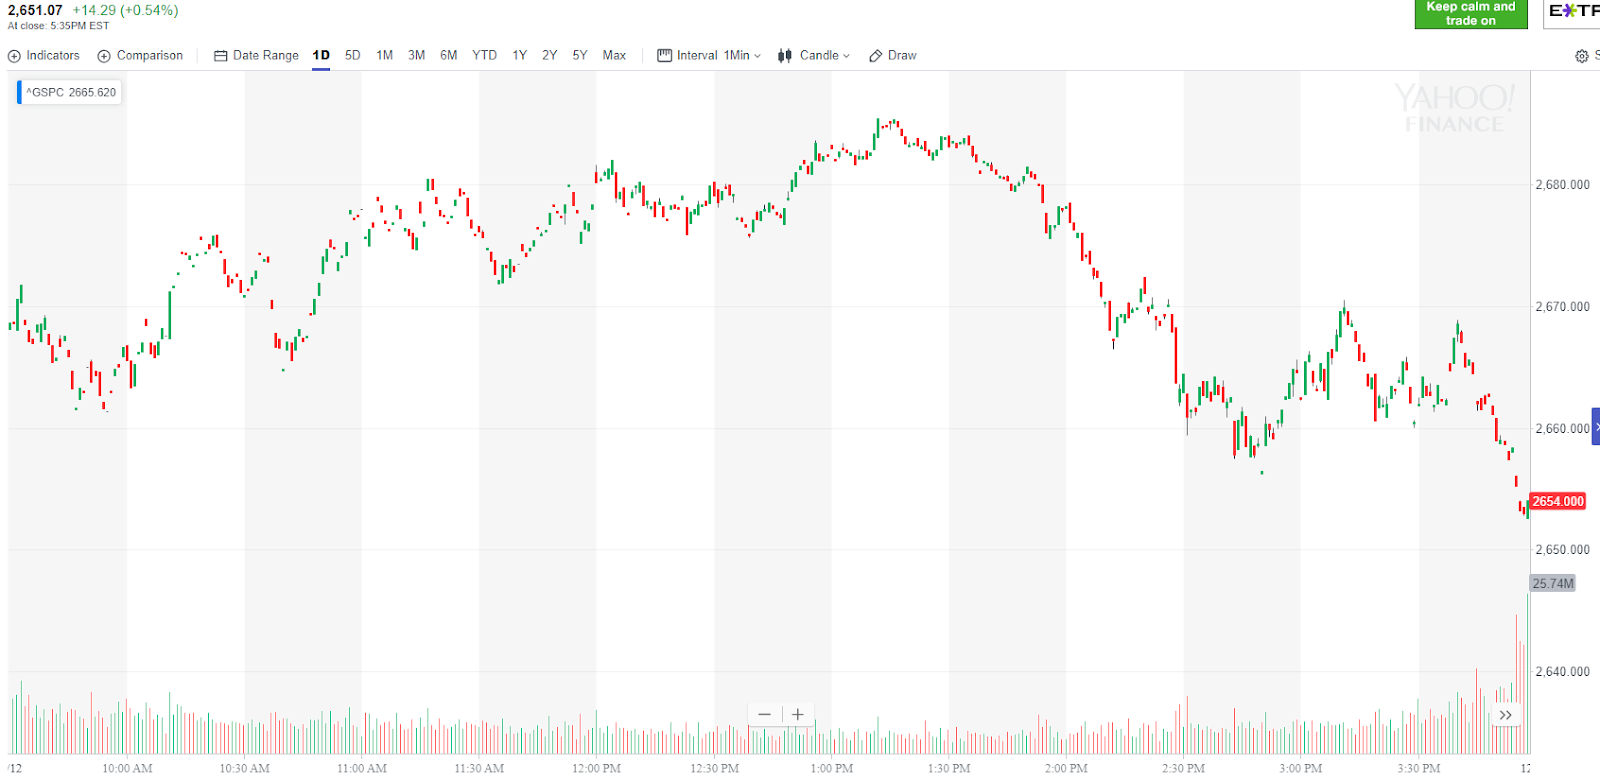 2,651.07 +14.29 (+0.54%)
At close: 5:35PM EST
Keep calm and
trade on
E*TR
Indicators Comparison Date Range 1D 5D 1M 3M 6M YTD 1Y 2Y 5Y Max Interval 1Min Candle Draw S
^GSPC 2665.620
YAHOO!
FINANCE
2,680.000
2,670.000
2,660.000
2654.000
2,650.000
25.74M
2,640.000
/12 10:00 AM 10:30 AM 11:00 AM 11:30 AM 12:00 PM 12:30 PM 1:00 PM 1:30 PM 2:00 PM 2:30 PM 3:00 PM 3:30 PM 12